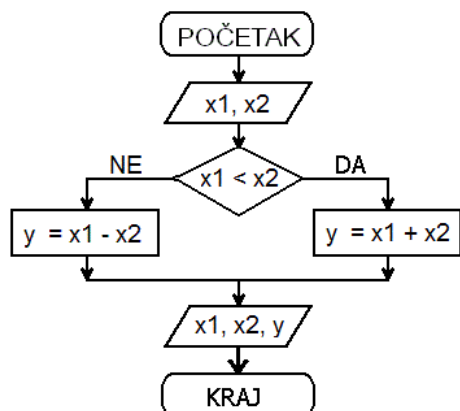 POČETAK
x1, x2
NE
x1 < x2
DA
y = x1 - x2
y = x1 + x2
x1, x2, y
KRAJ